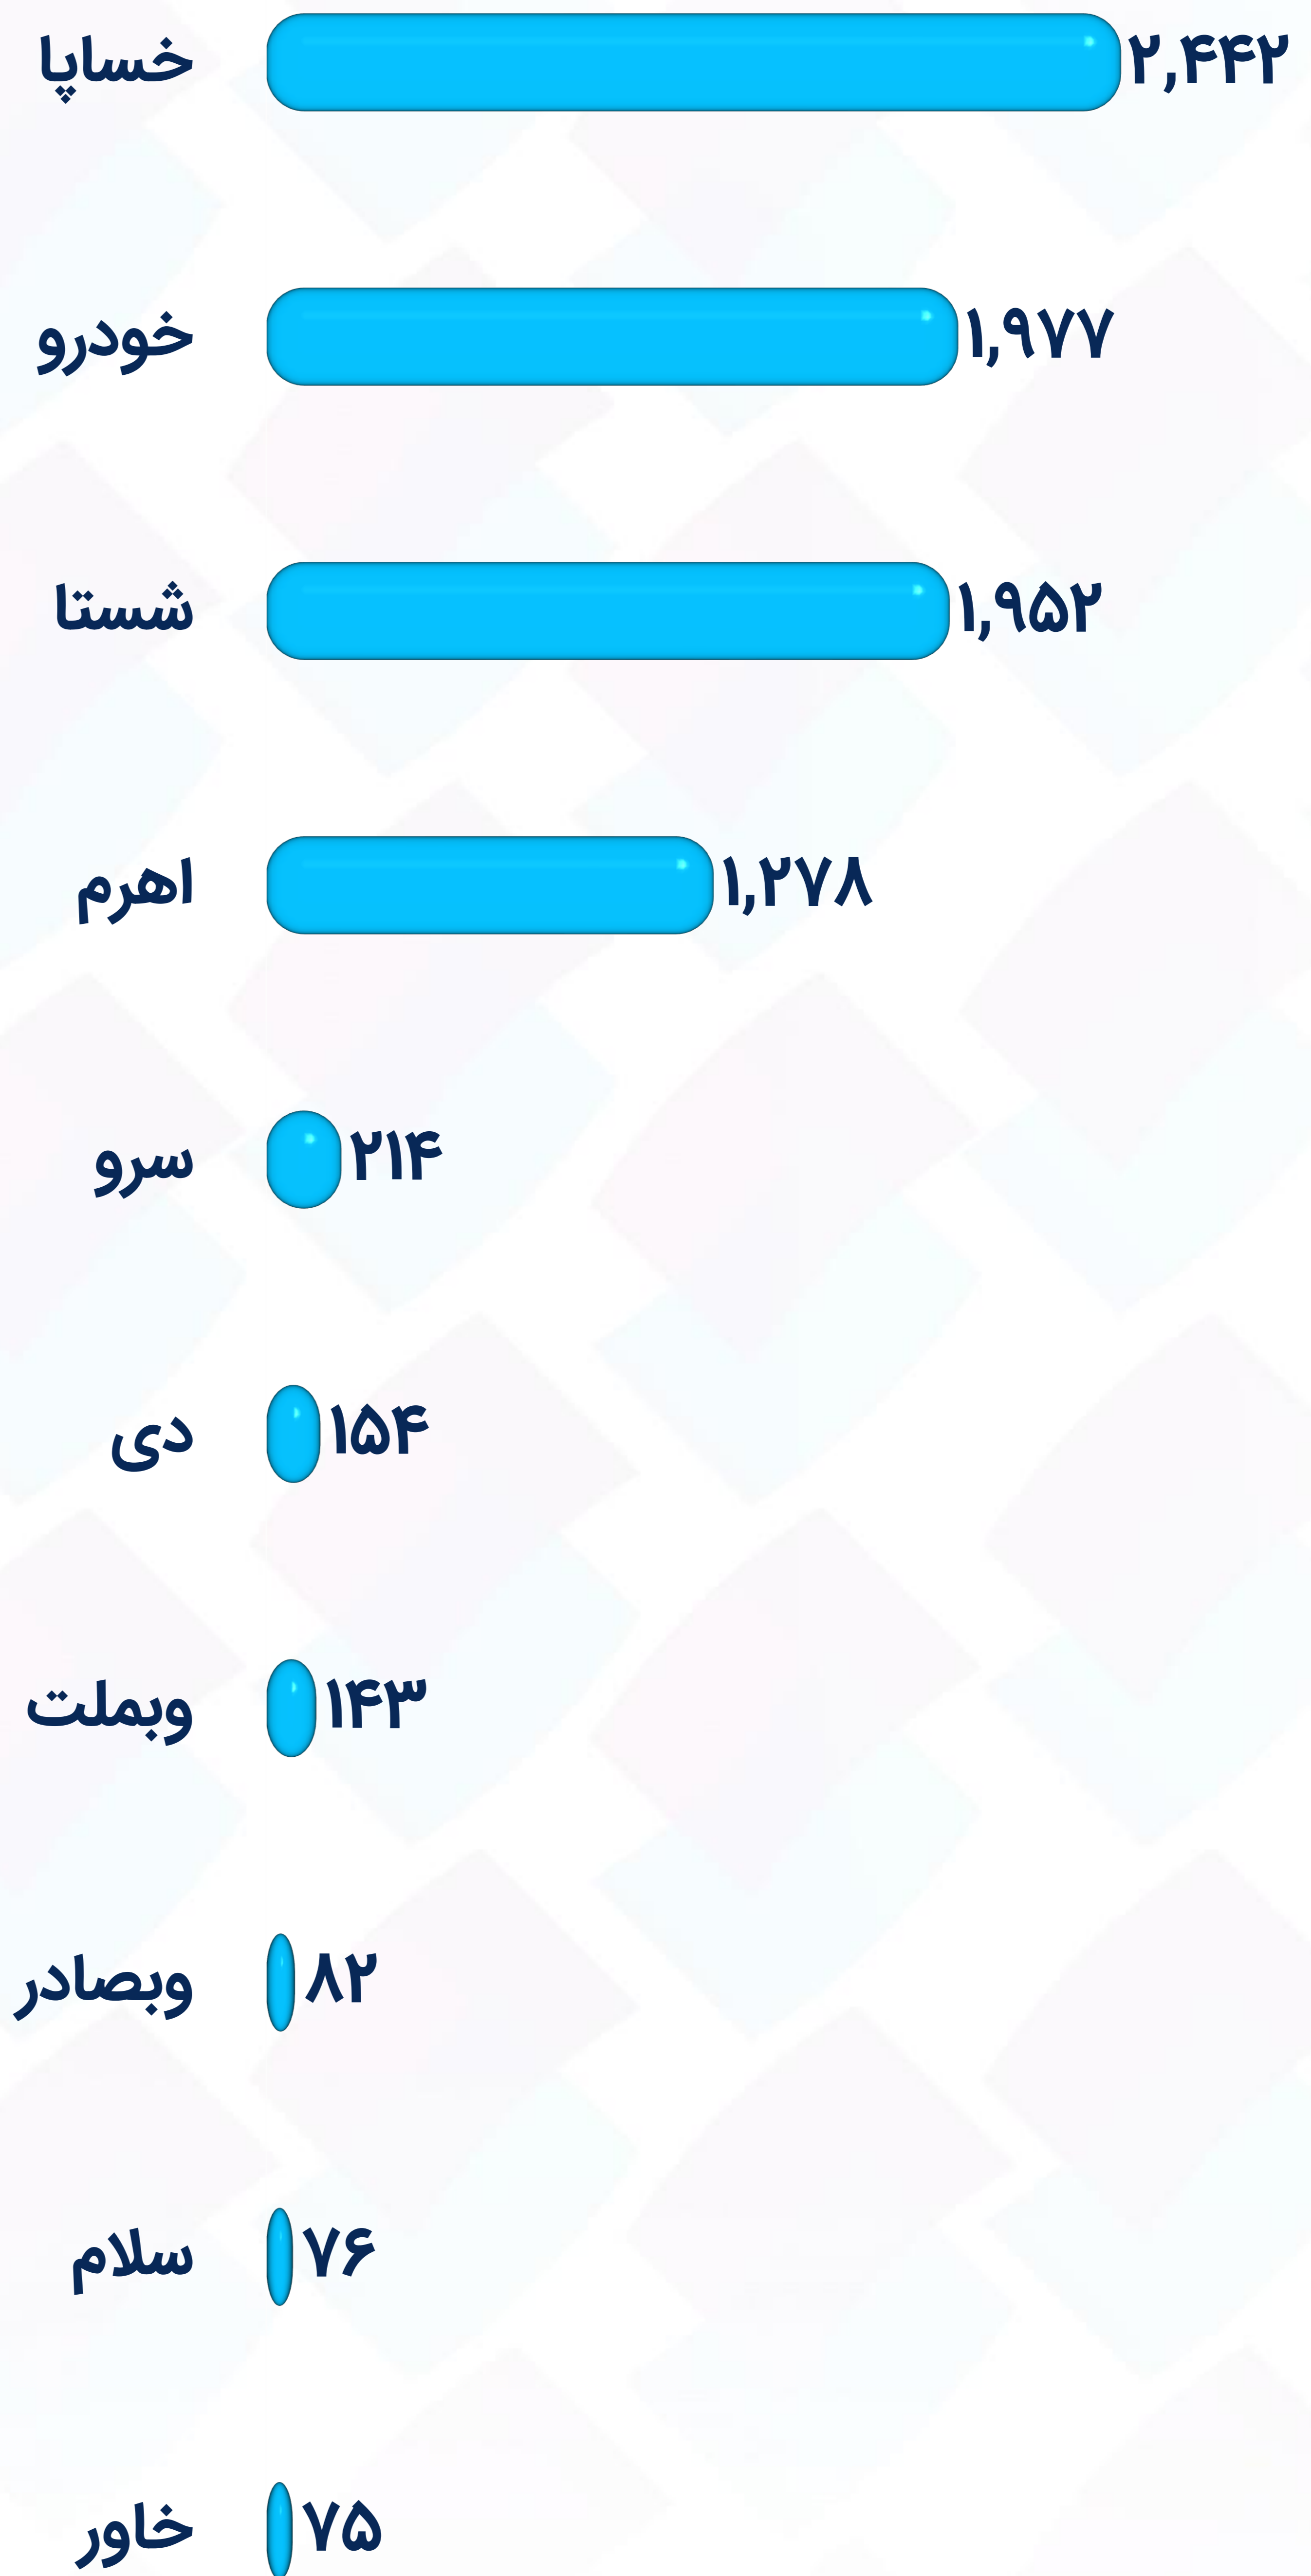 خساپا ۲,۴۴۲
خودرو ۱,۹۷۷
شستا ۱,۹۵۲
اهرم ۱,۲۷۸
سرو ۲۱۴
دی ۱۵۴
وبملت ۱۴۳
وبصادر ۸۲
سلام ۷۶
خاور ۷۵